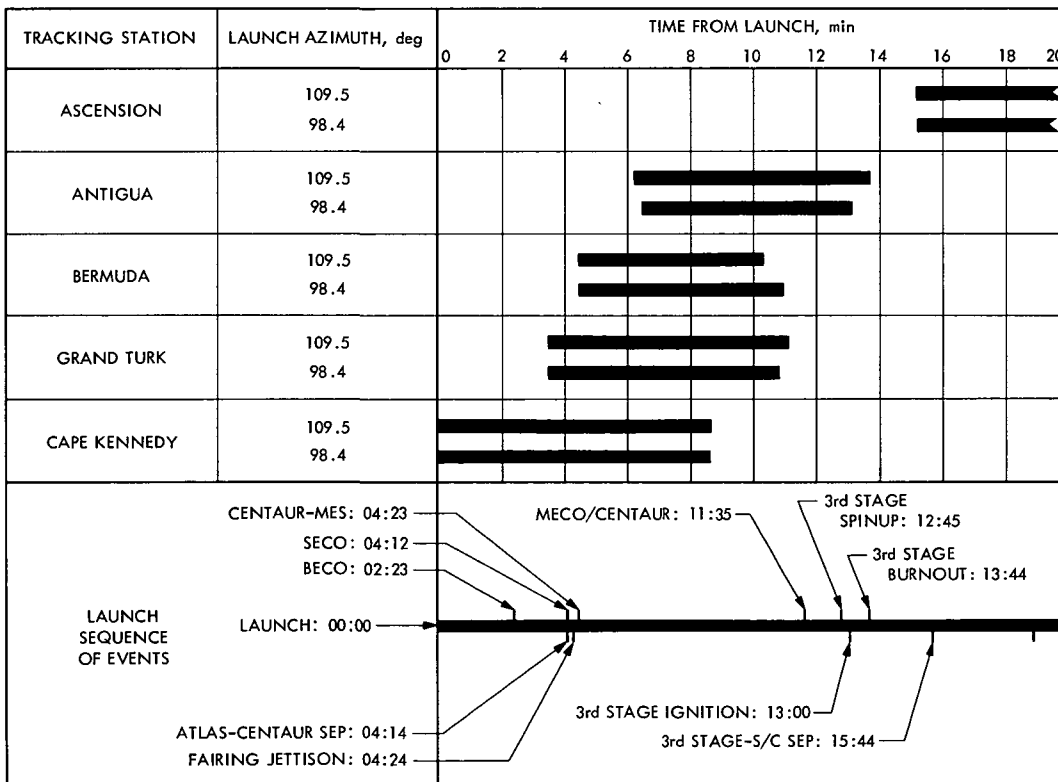 TRACKING STATION
LAUNCH AZIMUTH, deg
TIME FROM LAUNCH, min
0 2 4 6 8 10 12 14 16 18 20
ASCENSION
109.5
98.4
ANTIGUA
109.5
98.4
BERMUDA
109.5
98.4
GRAND TURK
109.5
98.4
CAPE KENNEDY
109.5
98.4
LAUNCH
SEQUENCE
OF EVENTS
CENTAUR-MES: 04:23
SECO: 04:12
BECO: 02:23
LAUNCH: 00:00
ATLAS-CENTAUR SEP: 04:14
FAIRING JETTISON: 04:24
MECO/CENTAUR: 11:35
3rd STAGE
SPINUP: 12:45
3rd STAGE
BURNOUT: 13:44
3rd STAGE IGNITION: 13:00
3rd STAGE-S/C SEP: 15:44